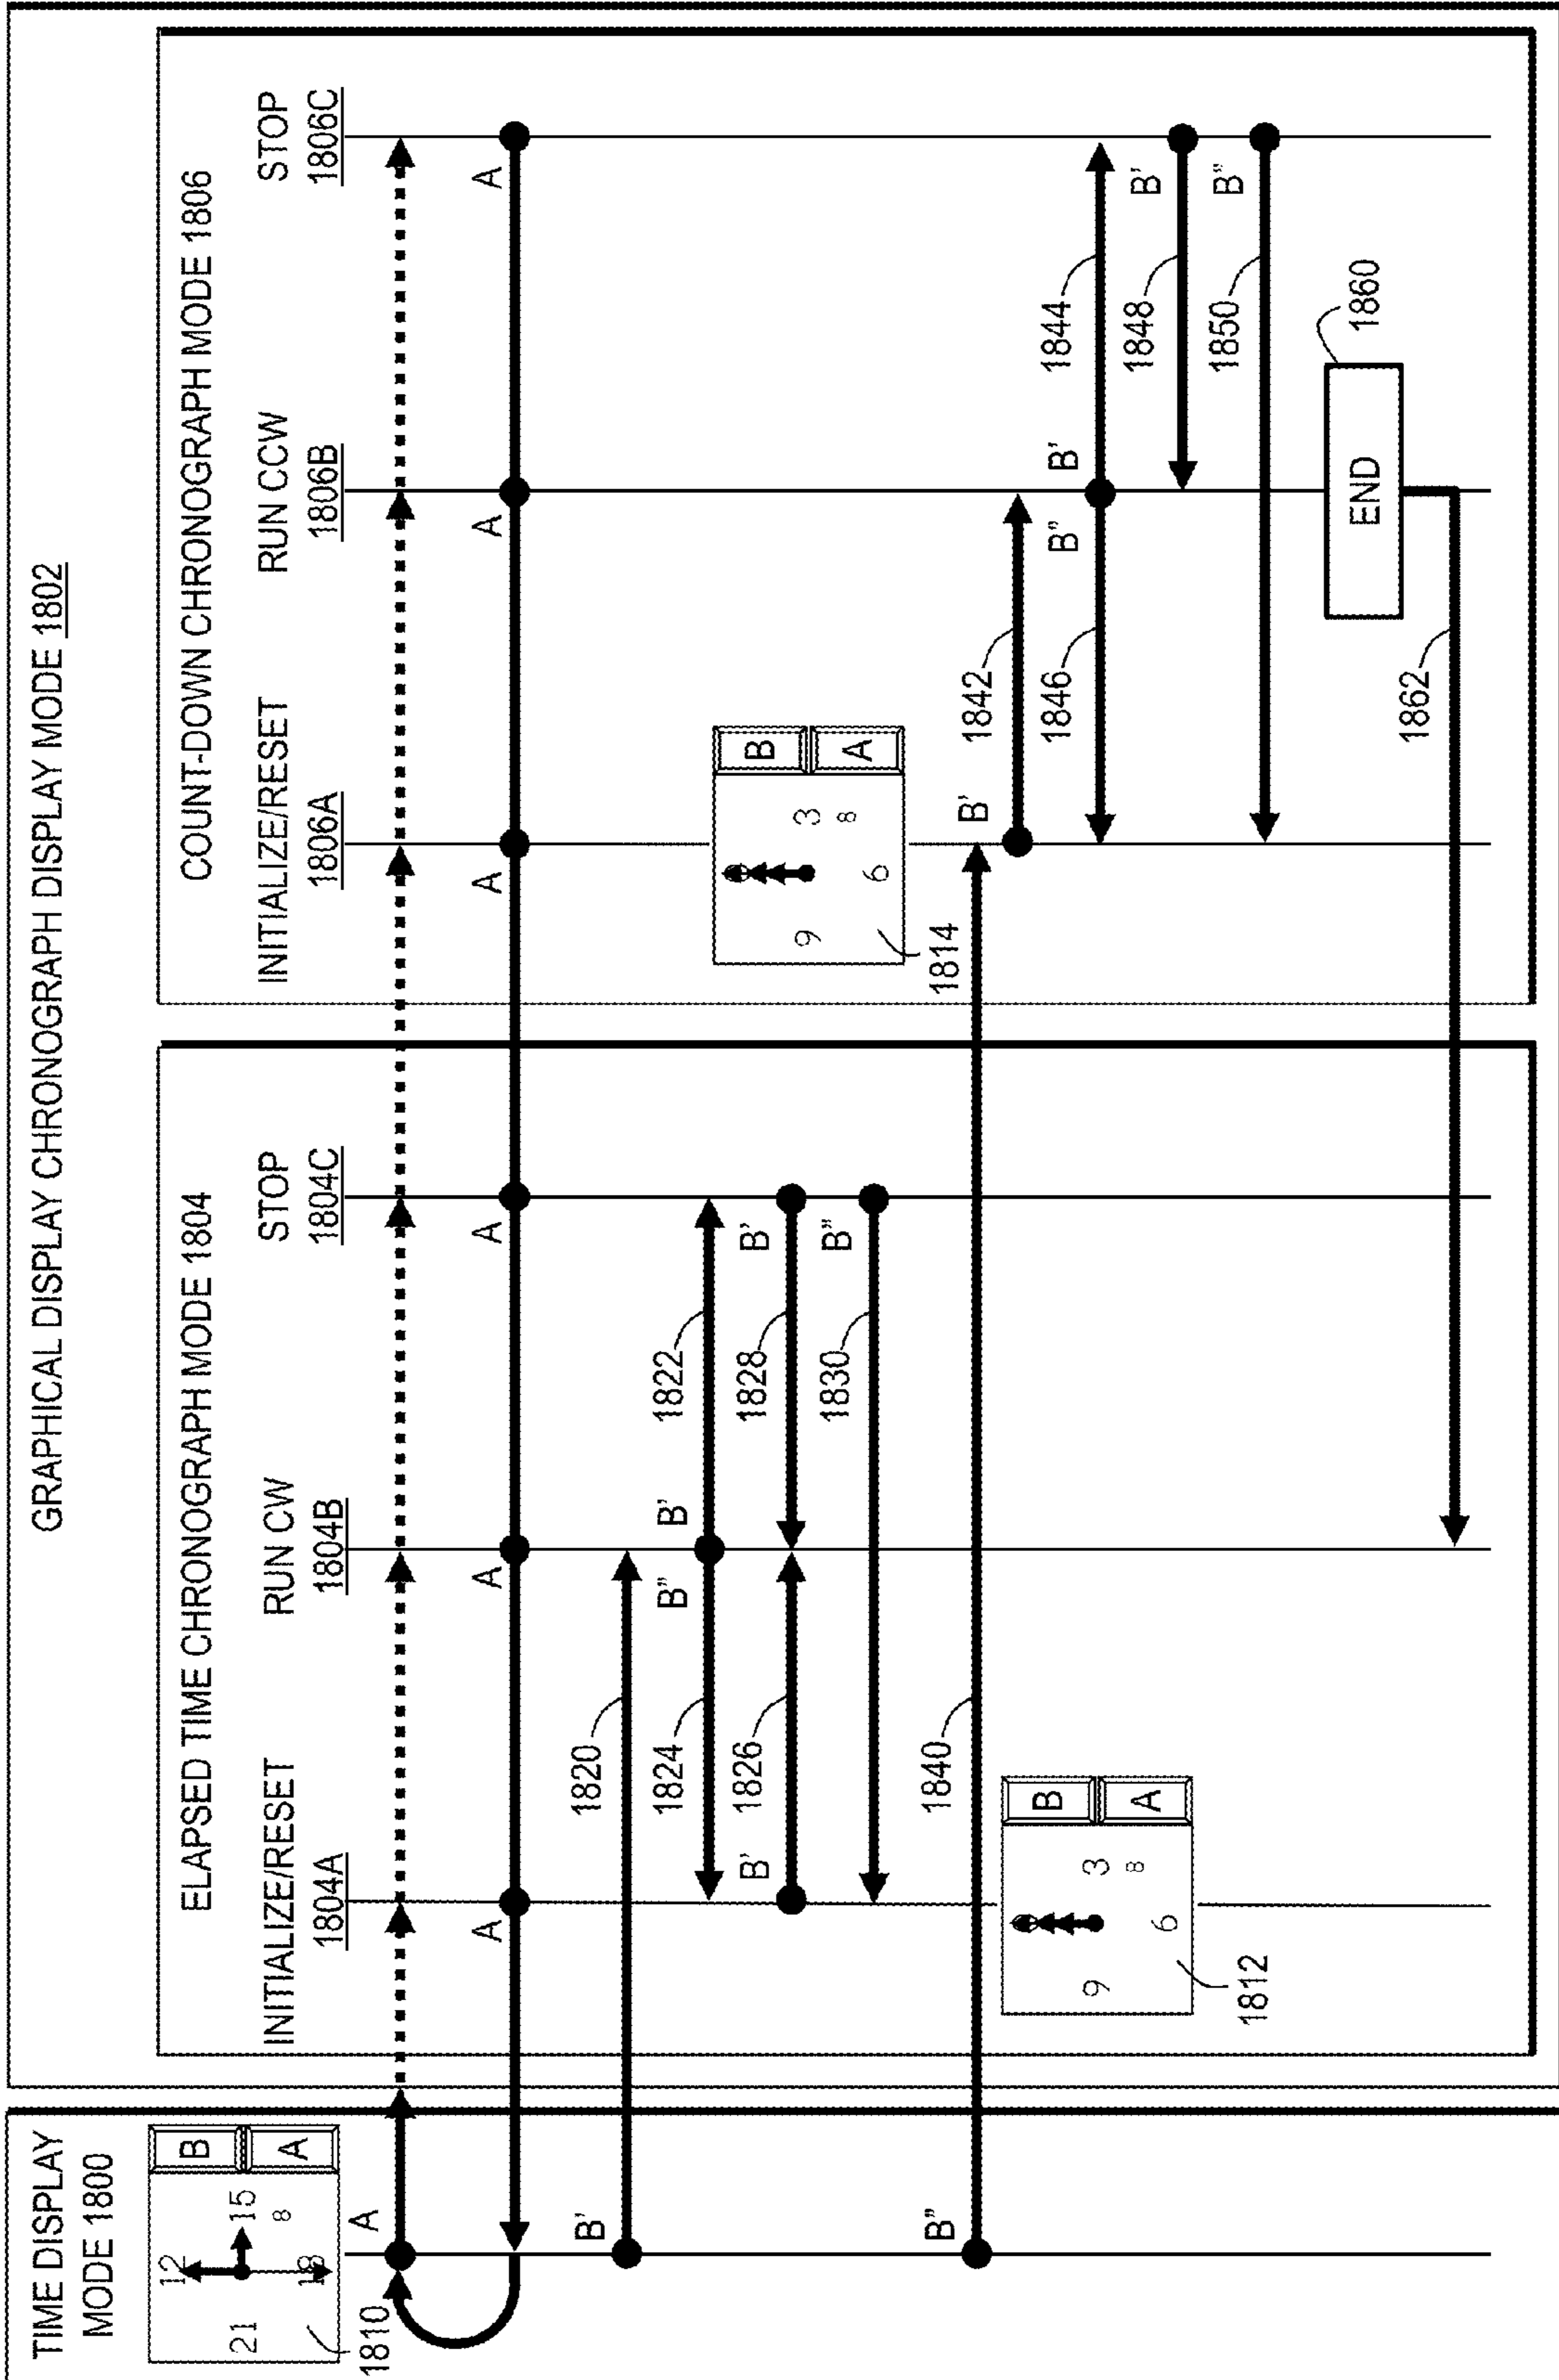 GRAPHICAL DISPLAY CHRONOGRAPH DISPLAY MODE 1802
TIME DISPLAY
MODE 1800
12
15
18
21
8
B
A
1810
ELAPSED TIME CHRONOGRAPH MODE 1804
INITIALIZE/RESET
1804A
RUN CW
1804B
STOP
1804C
COUNT-DOWN CHRONOGRAPH MODE 1806
INITIALIZE/RESET
1806A
RUN CCW
1806B
STOP
1806C
A
A
A
A
A
A
A
B'
1820
B"
B'
1824
1822
B'
B'
1826
1828
B"
1830
B"
1840
9
3
6
8
B
A
1812
9
3
6
8
B
A
1814
B'
1842
B"
B'
1846
1844
B'
1848
B"
1850
END
1860
1862